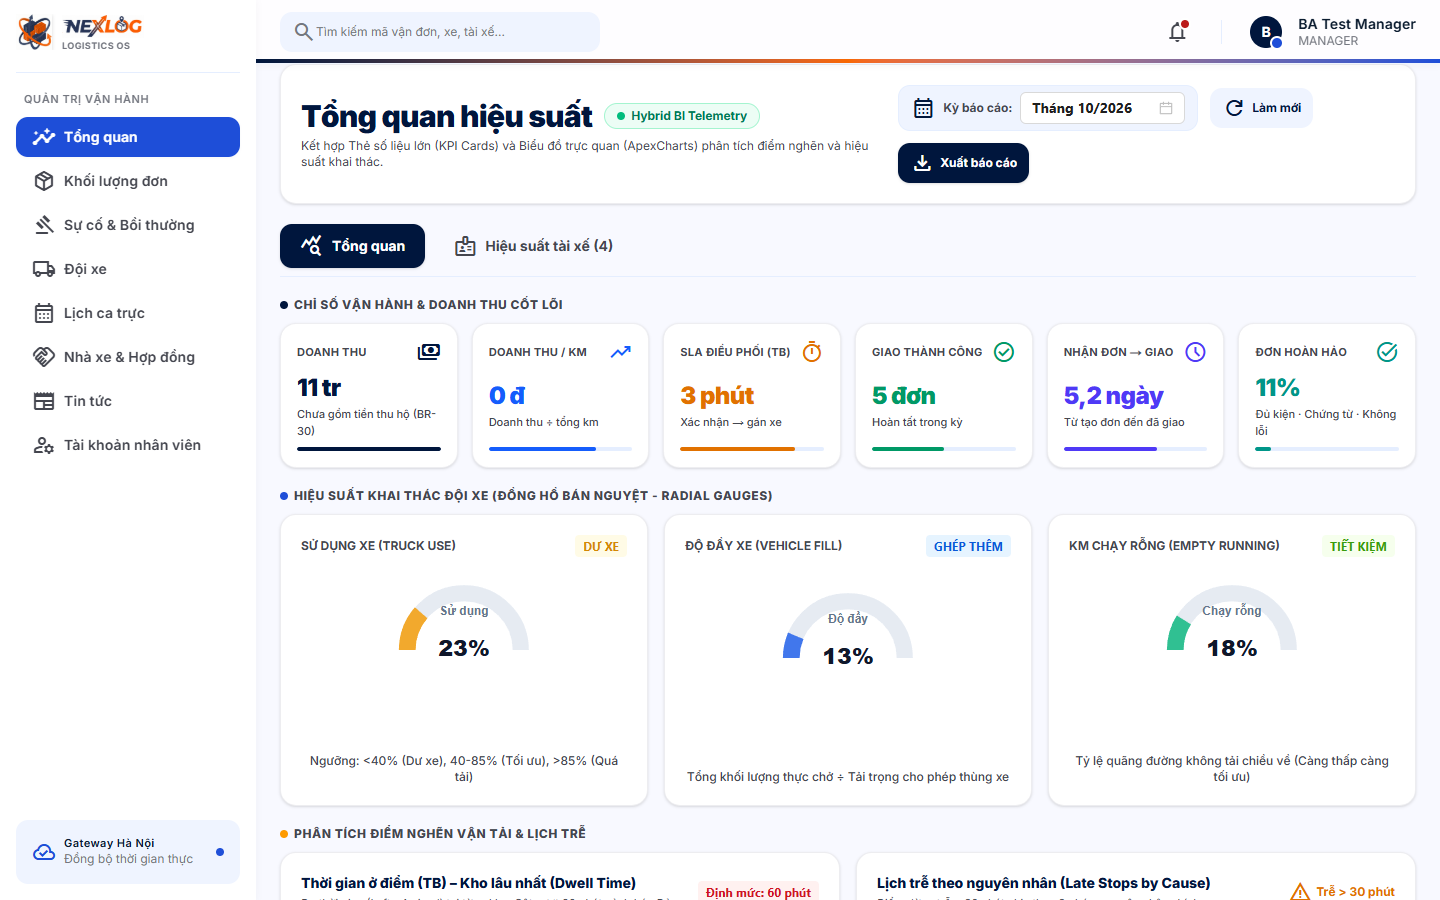 NEXLOG
LOGISTICS OS
Tìm kiếm mã vận đơn, xe, tài xế...
B
BA Test Manager
MANAGER
QUẢN TRỊ VẬN HÀNH
Tổng quan
Khối lượng đơn
Sự cố & Bồi thường
Đội xe
Lịch ca trực
Nhà xe & Hợp đồng
Tin tức
Tài khoản nhân viên
Gateway Hà Nội
Đồng bộ thời gian thực
Tổng quan hiệu suất
Hybrid BI Telemetry
Kết hợp Thẻ số liệu lớn (KPI Cards) và Biểu đồ trực quan (ApexCharts) phân tích điểm nghẽn và hiệu
suất khai thác.
Kỳ báo cáo:
Tháng 10/2026
Làm mới
Xuất báo cáo
Tổng quan
Hiệu suất tài xế (4)
CHỈ SỐ VẬN HÀNH & DOANH THU CỐT LÕI
DOANH THU
11 tr
Chưa gồm tiền thu hộ (BR-
30)
DOANH THU / KM
0 đ
Doanh thu ÷ tổng km
SLA ĐIỀU PHỐI (TB)
3 phút
Xác nhận → gán xe
GIAO THÀNH CÔNG
5 đơn
Hoàn tất trong kỳ
NHẬN ĐƠN → GIAO
5,2 ngày
Từ tạo đơn đến đã giao
ĐƠN HOÀN HẢO
11%
Đủ kiện · Chứng từ · Không
lỗi
HIỆU SUẤT KHAI THÁC ĐỘI XE (ĐỒNG HỒ BÁN NGUYỆT - RADIAL GAUGES)
SỬ DỤNG XE (TRUCK USE)
DƯ XE
Sử dụng
23%
Ngưỡng: <40% (Dư xe), 40-85% (Tối ưu), >85% (Quá
tải)
ĐỘ ĐẦY XE (VEHICLE FILL)
GHÉP THÊM
Độ đầy
13%
Tổng khối lượng thực chở ÷ Tải trọng cho phép thùng xe
KM CHẠY RỖNG (EMPTY RUNNING)
TIẾT KIỆM
Chạy rỗng
18%
Tỷ lệ quãng đường không tải chiều về (Càng thấp càng
tối ưu)
PHÂN TÍCH ĐIỂM NGHẼN VẬN TẢI & LỊCH TRỄ
Thời gian ở điểm (TB) – Kho lâu nhất (Dwell Time)
Định mức: 60 phút
Lịch trễ theo nguyên nhân (Late Stops by Cause)
Trễ > 30 phút